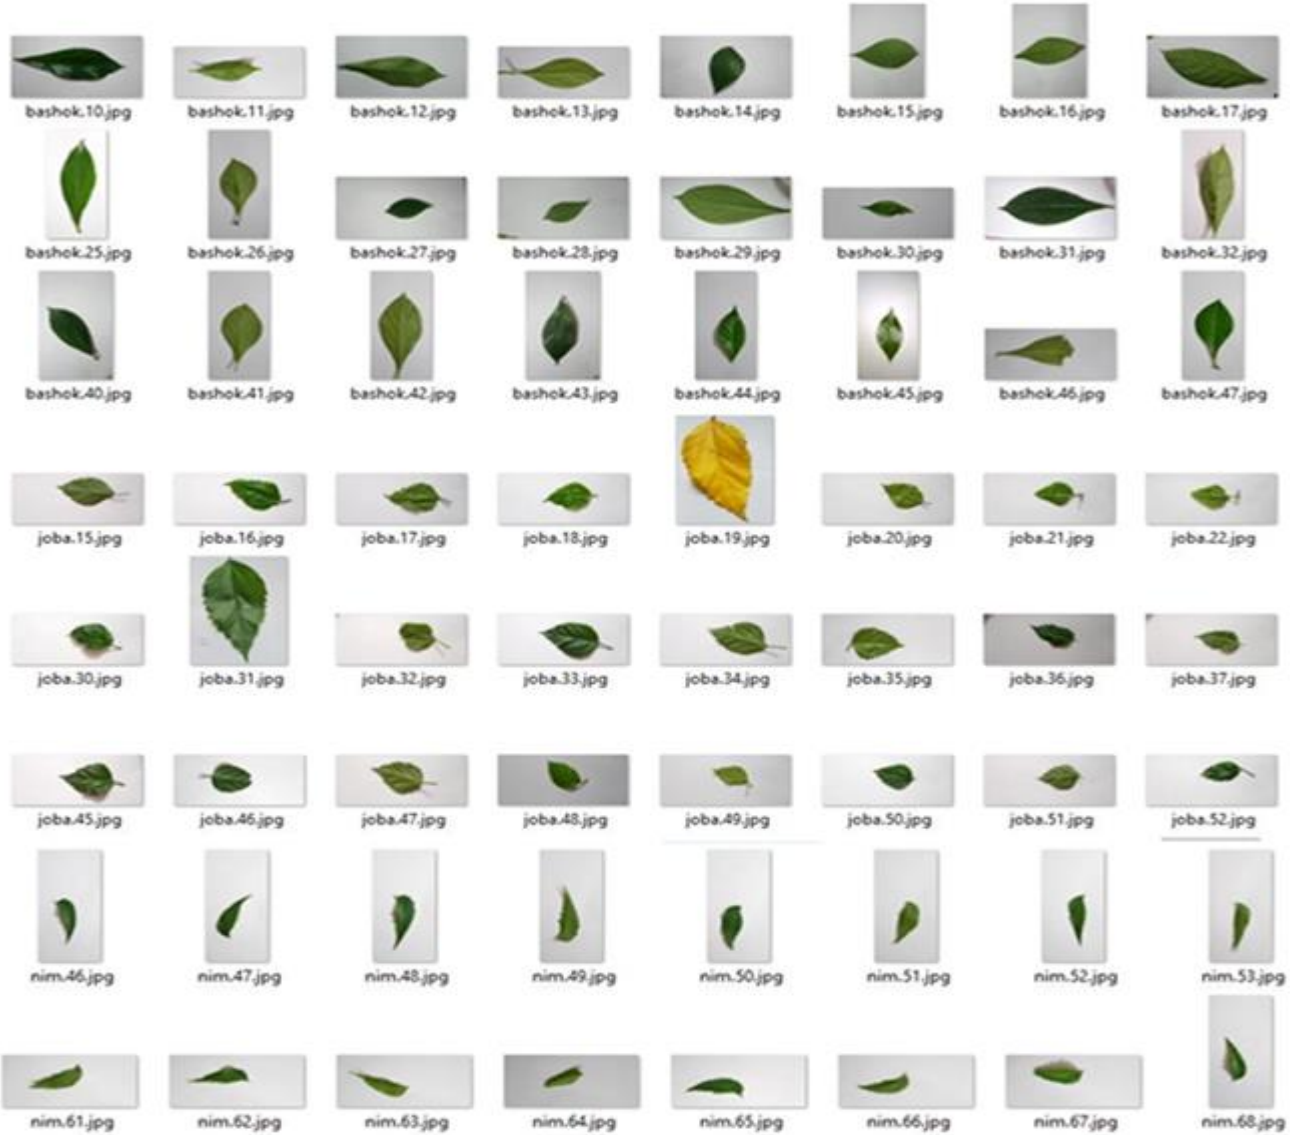 bashok.10.jpg bashok.11.jpg bashok.12.jpg bashok.13.jpg bashok.14.jpg bashok.15.jpg bashok.16.jpg bashok.17.jpg
bashok.25.jpg bashok.26.jpg bashok.27.jpg bashok.28.jpg bashok.29.jpg bashok.30.jpg bashok.31.jpg bashok.32.jpg
bashok.40.jpg bashok.41.jpg bashok.42.jpg bashok.43.jpg bashok.44.jpg bashok.45.jpg bashok.46.jpg bashok.47.jpg
joba.15.jpg joba.16.jpg joba.17.jpg joba.18.jpg joba.19.jpg joba.20.jpg joba.21.jpg joba.22.jpg
joba.30.jpg joba.31.jpg joba.32.jpg joba.33.jpg joba.34.jpg joba.35.jpg joba.36.jpg joba.37.jpg
joba.45.jpg joba.46.jpg joba.47.jpg joba.48.jpg joba.49.jpg joba.50.jpg joba.51.jpg joba.52.jpg
nim.46.jpg nim.47.jpg nim.48.jpg nim.49.jpg nim.50.jpg nim.51.jpg nim.52.jpg nim.53.jpg
nim.61.jpg nim.62.jpg nim.63.jpg nim.64.jpg nim.65.jpg nim.66.jpg nim.67.jpg nim.68.jpg